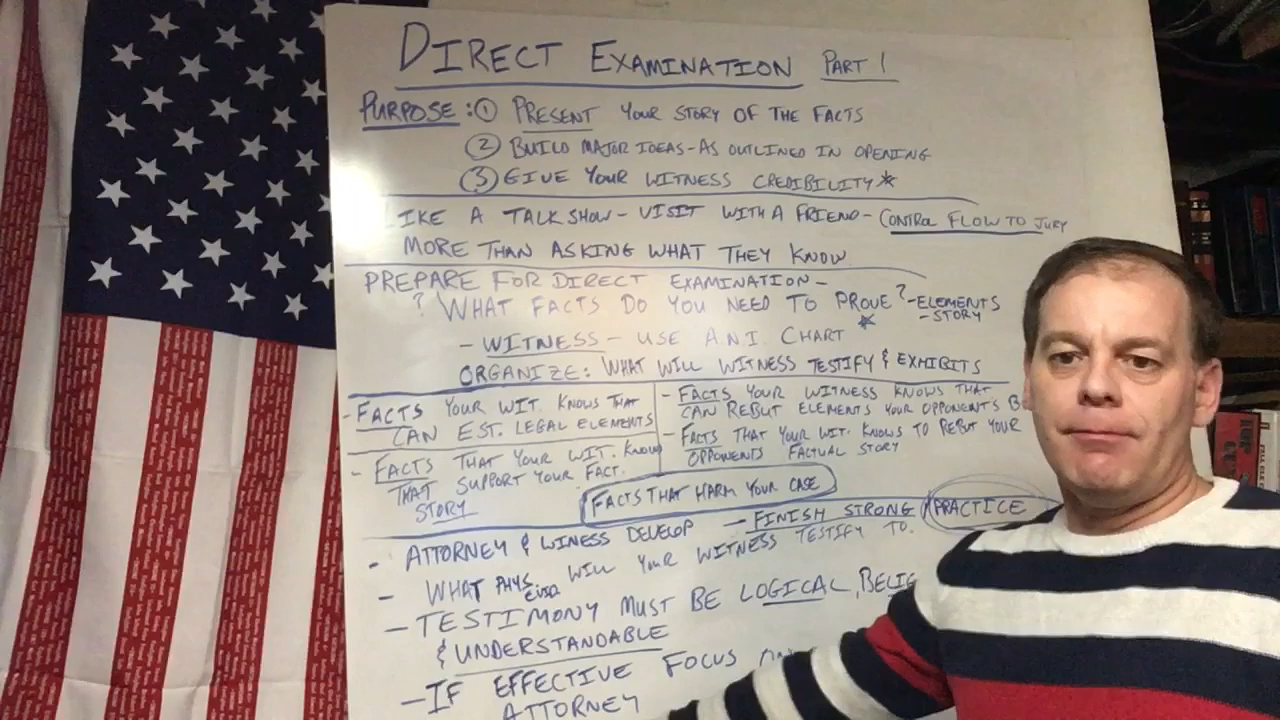 DIRECT EXAMINATION PART 1
PURPOSE: ① PRESENT YOUR STORY OF THE FACTS
② BUILD MAJOR IDEAS - AS OUTLINED IN OPENING
③ GIVE YOUR WITNESS CREDIBILITY *
IKE A TALKSHOW - VISIT WITH A FRIEND - CONTROL FLOW TO JURY
MORE THAN ASKING WHAT THEY KNOW
PREPARE FOR DIRECT EXAMINATION -
? WHAT FACTS DO YOU NEED TO PROVE? - ELEMENTS
- STORY
- WITNESS - USE A.N.I. CHART *
ORGANIZE: WHAT WILL WITNESS TESTIFY & EXHIBITS
- FACTS YOUR WIT. KNOWS THAT
CAN EST. LEGAL ELEMENTS
- FACTS THAT YOUR WIT. KNOWS
THAT SUPPORT YOUR FACT.
STORY
- FACTS YOUR WITNESS KNOWS THAT
CAN REBUT ELEMENTS YOUR OPPONENTS B
- FACTS THAT YOUR WIT. KNOWS TO REBUT YOUR
OPPONENTS FACTUAL STORY
FACTS THAT HARM YOUR CASE
- ATTORNEY & WINESS DEVELOP - FINISH STRONG PRACTICE
- WHAT PHYS. EVID WILL YOUR WITNESS TESTIFY TO.
- TESTIMONY MUST BE LOGICAL, BELIE
& UNDERSTANDABLE
- IF EFFECTIVE FOCUS ON
ATTORNEY